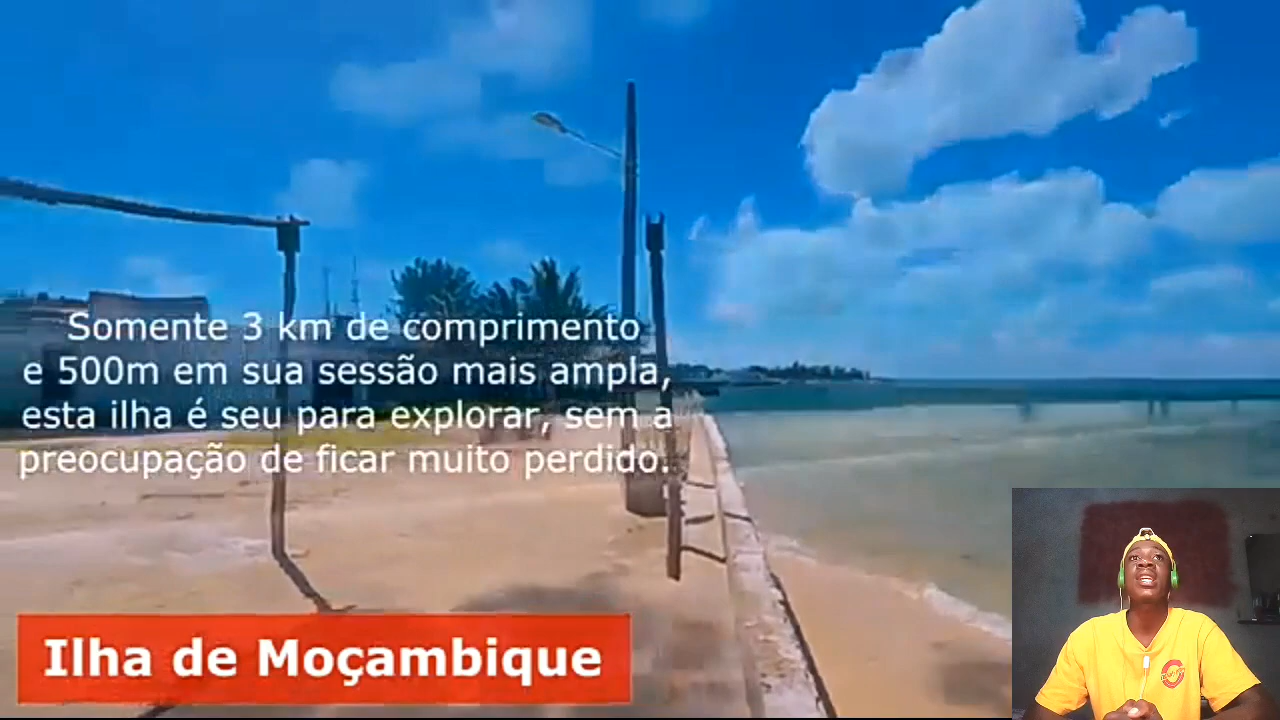 Somente 3 km de comprimento
e 500m em sua sessão mais ampla,
esta ilha é seu para explorar, sem a
preocupação de ficar muito perdido.
Ilha de Moçambique